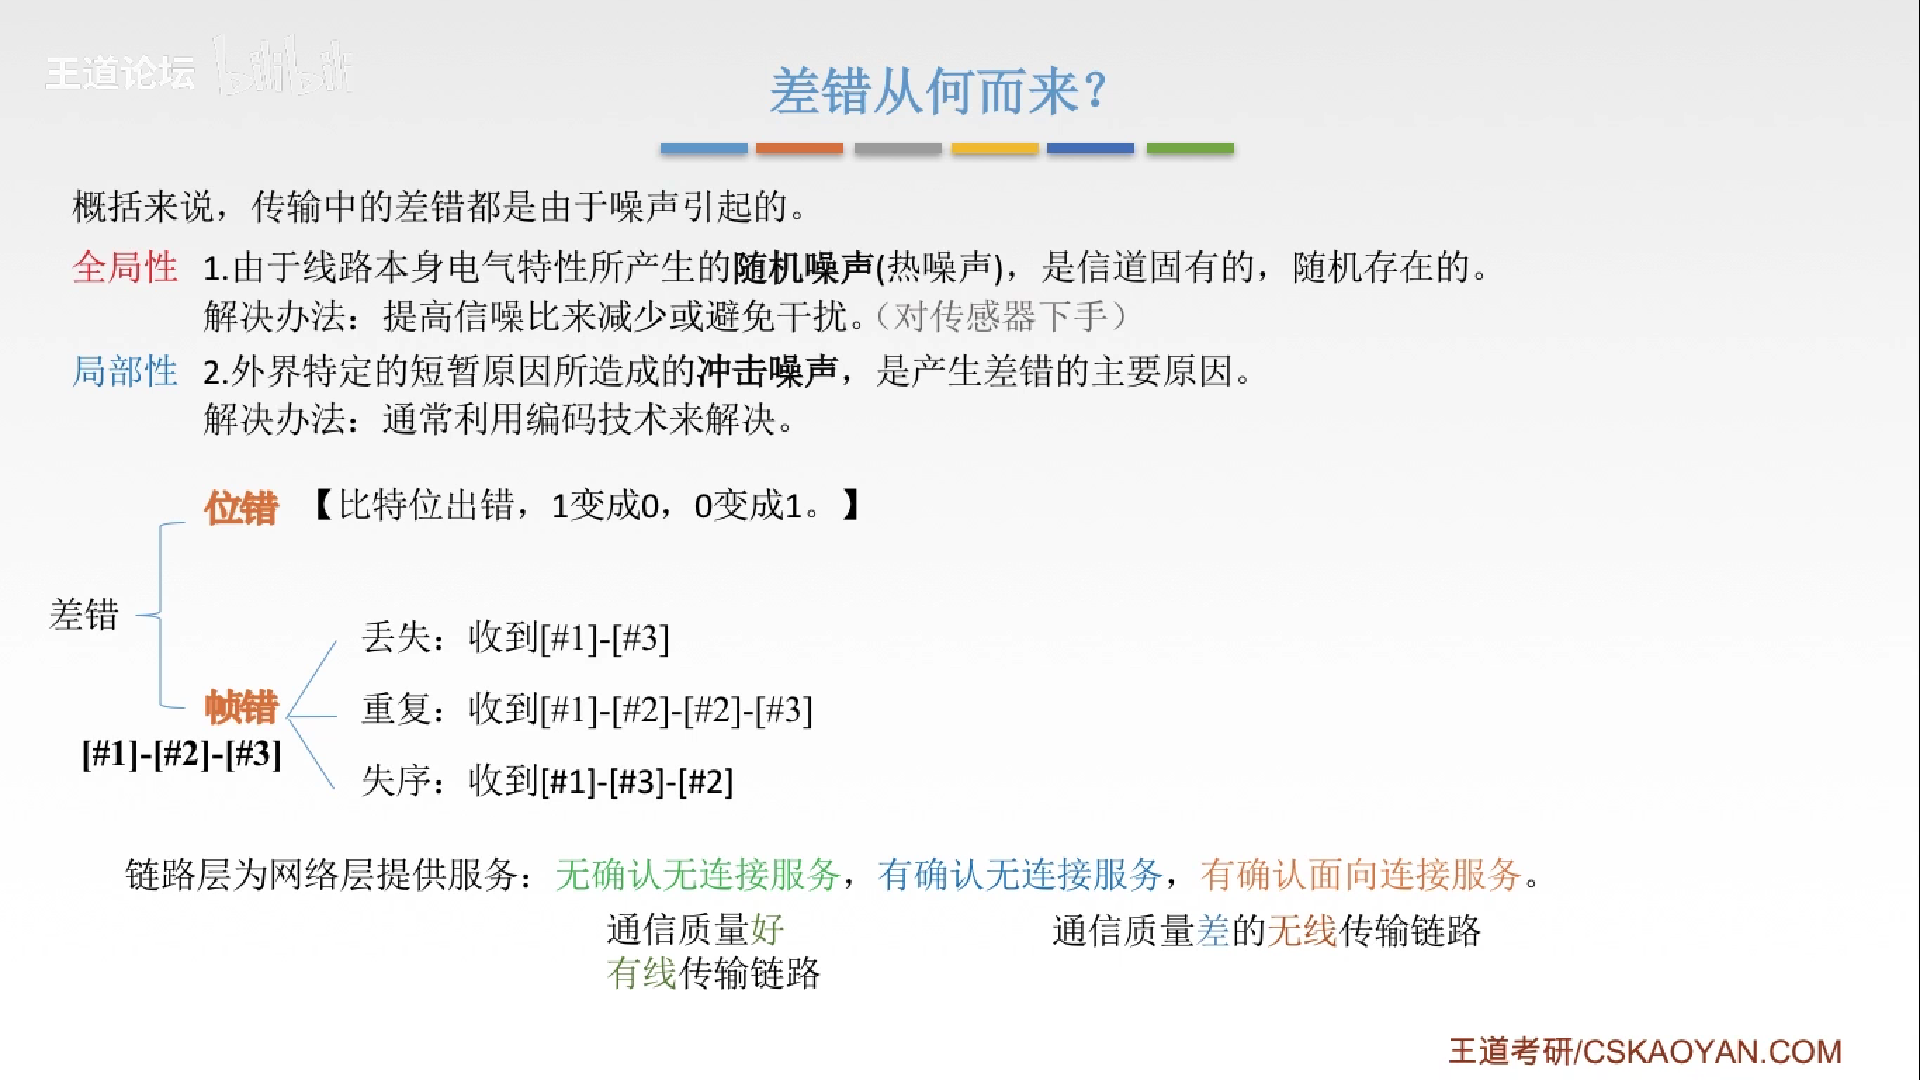 王道论坛 bilibili
差错从何而来？
概括来说，传输中的差错都是由于噪声引起的。
全局性 1.由于线路本身电气特性所产生的随机噪声(热噪声)，是信道固有的，随机存在的。
解决办法：提高信噪比来减少或避免干扰。（对传感器下手）
局部性 2.外界特定的短暂原因所造成的冲击噪声，是产生差错的主要原因。
解决办法：通常利用编码技术来解决。
位错 【比特位出错，1变成0，0变成1。】
差错
丢失：收到[#1]-[#3]
帧错 重复：收到[#1]-[#2]-[#2]-[#3]
[#1]-[#2]-[#3]
失序：收到[#1]-[#3]-[#2]
链路层为网络层提供服务：无确认无连接服务，有确认无连接服务，有确认面向连接服务。
通信质量好 通信质量差的无线传输链路
有线传输链路
王道考研/CSKAOYAN.COM